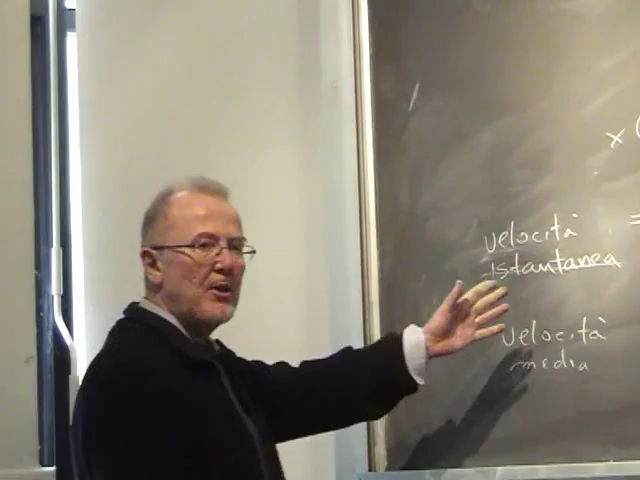 x (
=
velocità
istantanea
velocità
media